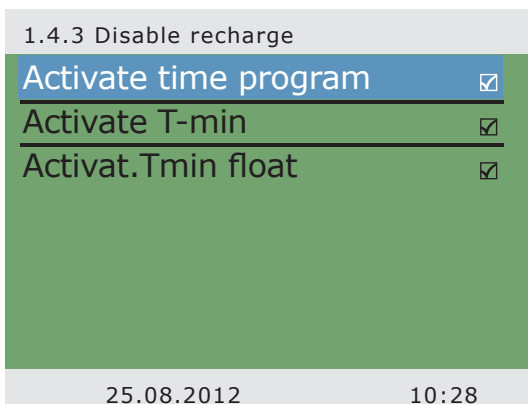 1.4.3 Disable recharge
Activate time program ☑
Activate T-min ☑
Activat.Tmin float ☑
25.08.2012 10:28